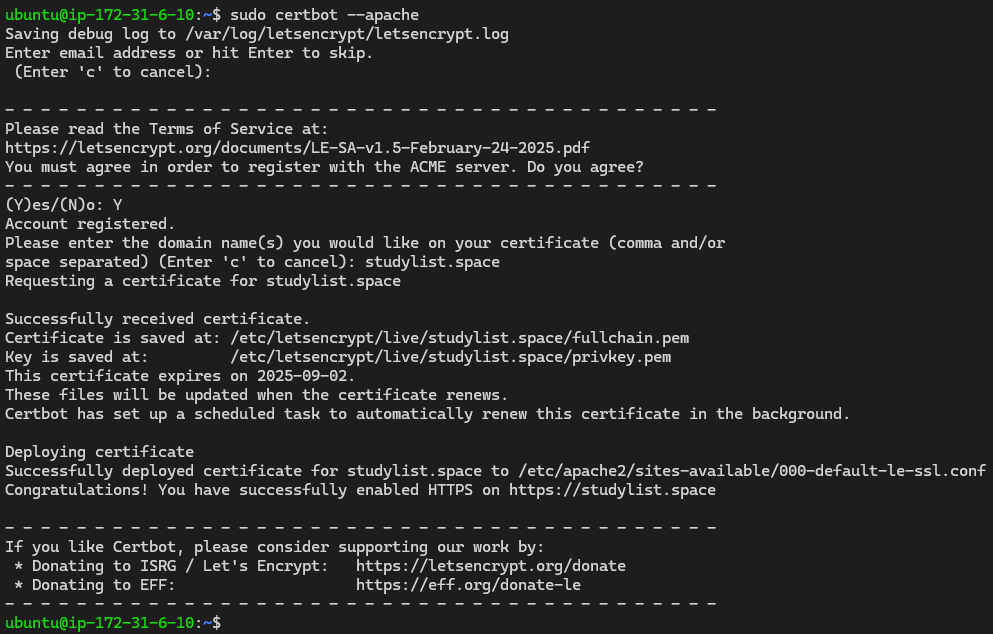 ubuntu@ip-172-31-6-10:~$ sudo certbot --apache
Saving debug log to /var/log/letsencrypt/letsencrypt.log
Enter email address or hit Enter to skip.
 (Enter 'c' to cancel):

- - - - - - - - - - - - - - - - - - - - - - - - - - - - - - - - - - - - - - - -
Please read the Terms of Service at:
https://letsencrypt.org/documents/LE-SA-v1.5-February-24-2025.pdf
You must agree in order to register with the ACME server. Do you agree?
- - - - - - - - - - - - - - - - - - - - - - - - - - - - - - - - - - - - - - - -
(Y)es/(N)o: Y
Account registered.
Please enter the domain name(s) you would like on your certificate (comma and/or
space separated) (Enter 'c' to cancel): studylist.space
Requesting a certificate for studylist.space

Successfully received certificate.
Certificate is saved at: /etc/letsencrypt/live/studylist.space/fullchain.pem
Key is saved at:         /etc/letsencrypt/live/studylist.space/privkey.pem
This certificate expires on 2025-09-02.
These files will be updated when the certificate renews.
Certbot has set up a scheduled task to automatically renew this certificate in the background.

Deploying certificate
Successfully deployed certificate for studylist.space to /etc/apache2/sites-available/000-default-le-ssl.conf
Congratulations! You have successfully enabled HTTPS on https://studylist.space

- - - - - - - - - - - - - - - - - - - - - - - - - - - - - - - - - - - - - - - -
If you like Certbot, please consider supporting our work by:
 * Donating to ISRG / Let's Encrypt:   https://letsencrypt.org/donate
 * Donating to EFF:                    https://eff.org/donate-le
- - - - - - - - - - - - - - - - - - - - - - - - - - - - - - - - - - - - - - - -
ubuntu@ip-172-31-6-10:~$